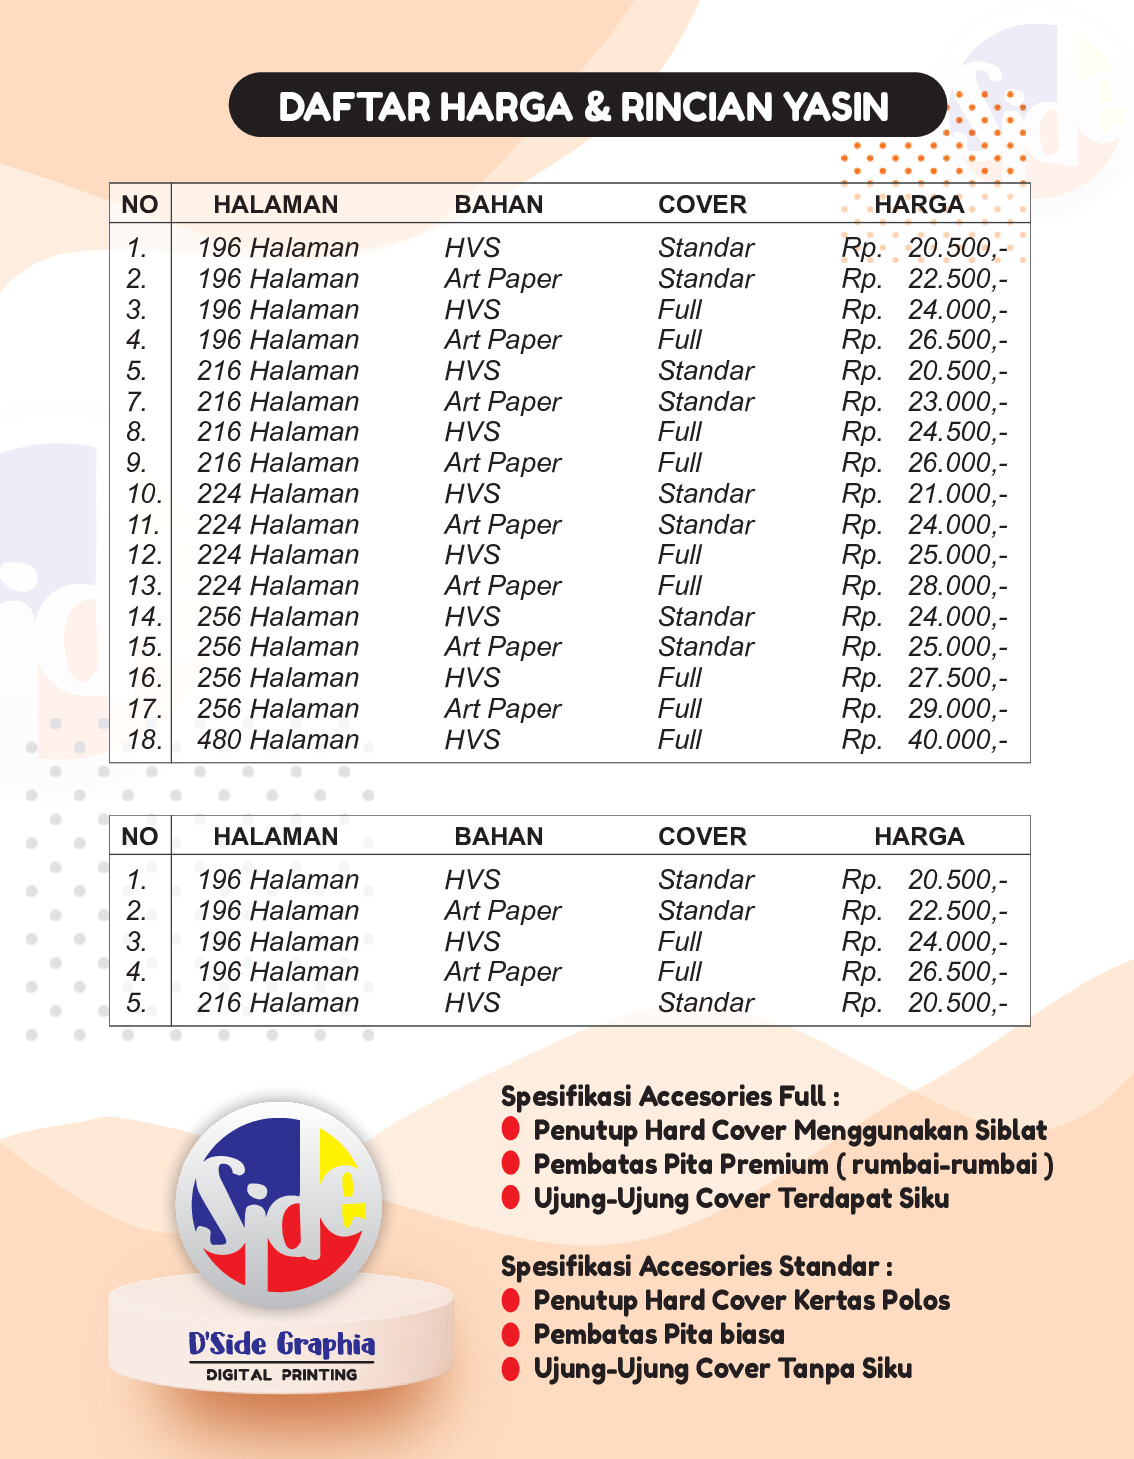 DAFTAR HARGA & RINCIAN YASIN
NO HALAMAN BAHAN COVER HARGA
1. 196 Halaman HVS Standar Rp. 20.500,-
2. 196 Halaman Art Paper Standar Rp. 22.500,-
3. 196 Halaman HVS Full Rp. 24.000,-
4. 196 Halaman Art Paper Full Rp. 26.500,-
5. 216 Halaman HVS Standar Rp. 20.500,-
7. 216 Halaman Art Paper Standar Rp. 23.000,-
8. 216 Halaman HVS Full Rp. 24.500,-
9. 216 Halaman Art Paper Full Rp. 26.000,-
10. 224 Halaman HVS Standar Rp. 21.000,-
11. 224 Halaman Art Paper Standar Rp. 24.000,-
12. 224 Halaman HVS Full Rp. 25.000,-
13. 224 Halaman Art Paper Full Rp. 28.000,-
14. 256 Halaman HVS Standar Rp. 24.000,-
15. 256 Halaman Art Paper Standar Rp. 25.000,-
16. 256 Halaman HVS Full Rp. 27.500,-
17. 256 Halaman Art Paper Full Rp. 29.000,-
18. 480 Halaman HVS Full Rp. 40.000,-
NO HALAMAN BAHAN COVER HARGA
1. 196 Halaman HVS Standar Rp. 20.500,-
2. 196 Halaman Art Paper Standar Rp. 22.500,-
3. 196 Halaman HVS Full Rp. 24.000,-
4. 196 Halaman Art Paper Full Rp. 26.500,-
5. 216 Halaman HVS Standar Rp. 20.500,-
Spesifikasi Accesories Full :
Penutup Hard Cover Menggunakan Siblat
Pembatas Pita Premium ( rumbai-rumbai )
Ujung-Ujung Cover Terdapat Siku
Spesifikasi Accesories Standar :
Penutup Hard Cover Kertas Polos
Pembatas Pita biasa
Ujung-Ujung Cover Tanpa Siku
Side
D'Side Graphia
DIGITAL PRINTING